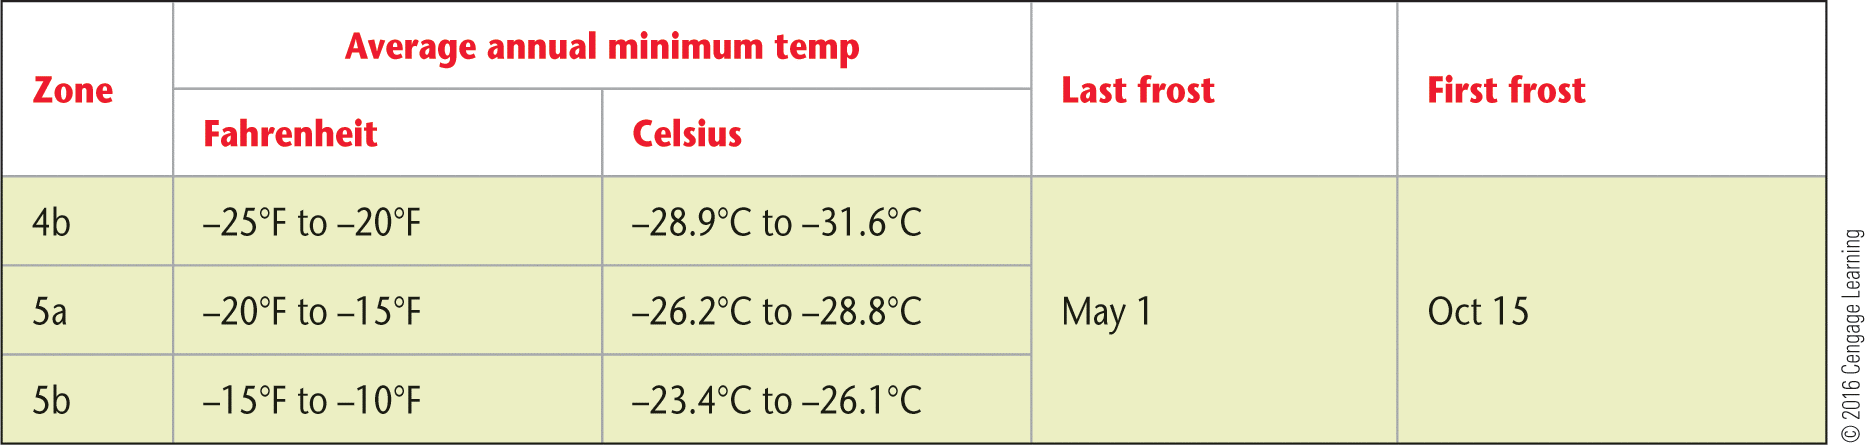 Zone
Average annual minimum temp
Last frost
First frost
Fahrenheit
Celsius
4b –25°F to –20°F –28.9°C to –31.6°C
5a –20°F to –15°F –26.2°C to –28.8°C May 1 Oct 15
5b –15°F to –10°F –23.4°C to –26.1°C
© 2016 Cengage Learning